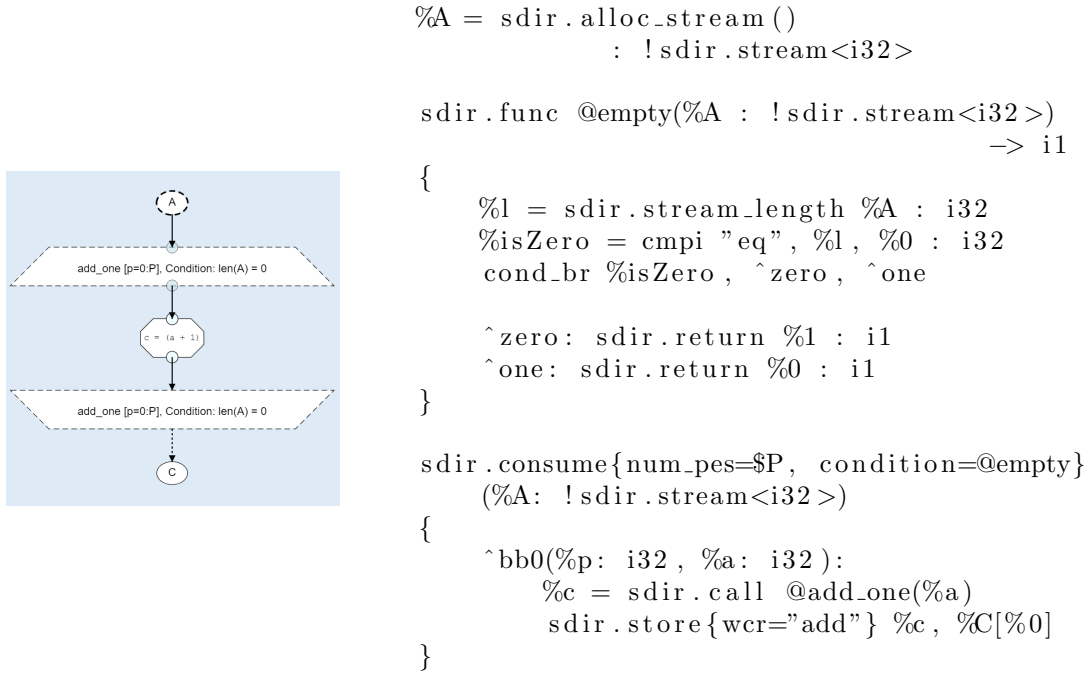 A
add_one [p=0:P], Condition: len(A) = 0
c = (a + 1)
add_one [p=0:P], Condition: len(A) = 0
C
%A = sdir.alloc_stream()
: !sdir.stream<i32>
sdir.func @empty(%A : !sdir.stream<i32>)
-> i1
{
%l = sdir.stream_length %A : i32
%isZero = cmpi "eq", %l, %0 : i32
cond_br %isZero, ^zero, ^one
^zero: sdir.return %1 : i1
^one: sdir.return %0 : i1
}
sdir.consume{num_pes=$P, condition=@empty}
(%A: !sdir.stream<i32>)
{
^bb0(%p: i32, %a: i32):
%c = sdir.call @add_one(%a)
sdir.store{wcr="add"} %c, %C[%0]
}